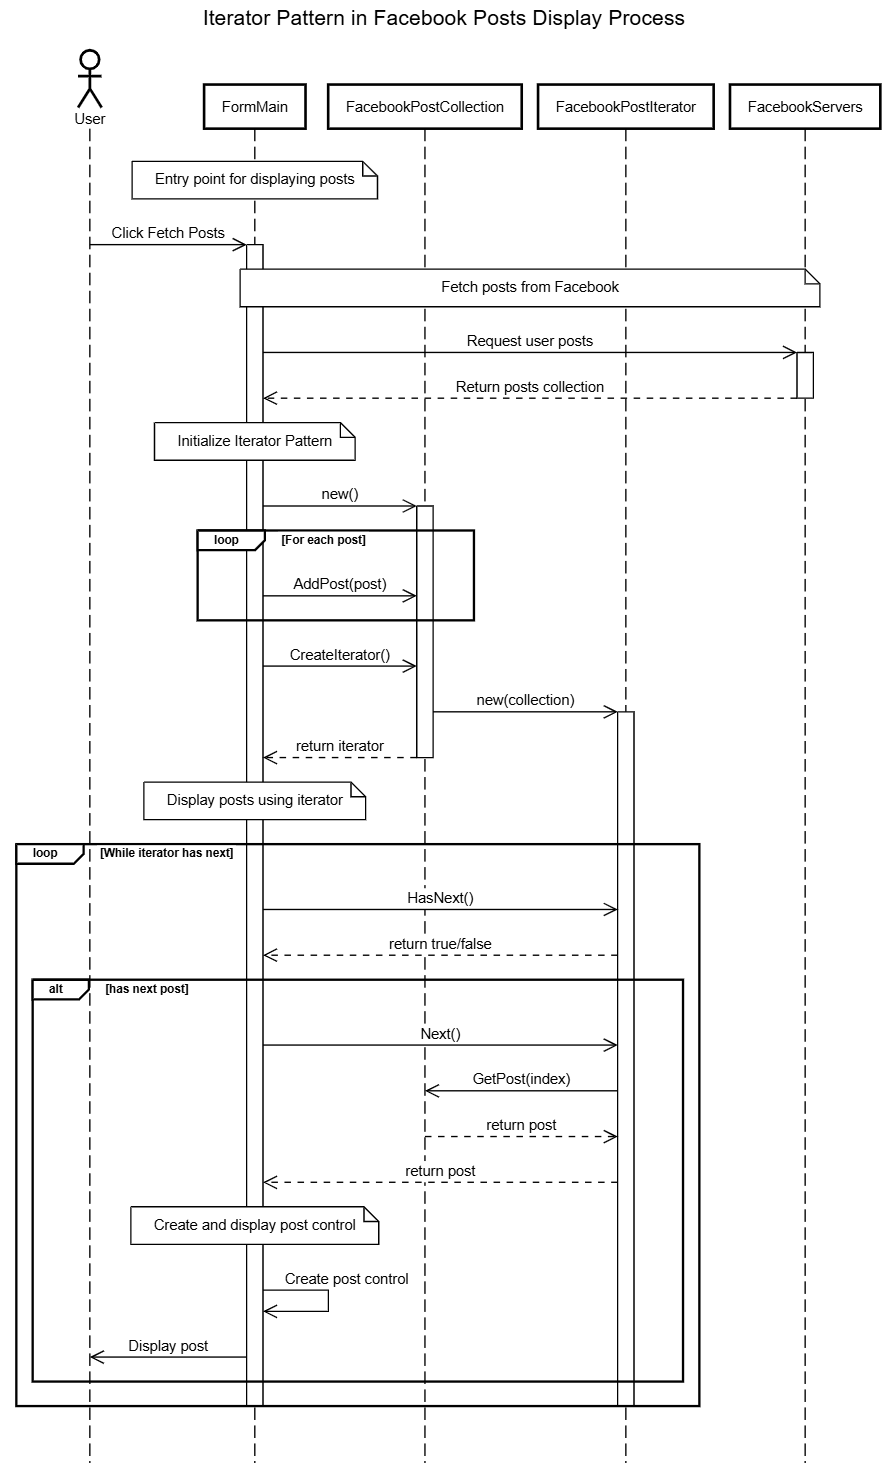 Iterator Pattern in Facebook Posts Display Process
User
FormMain
FacebookPostCollection
FacebookPostIterator
FacebookServers
Entry point for displaying posts
Click Fetch Posts
Fetch posts from Facebook
Request user posts
Return posts collection
Initialize Iterator Pattern
new()
loop [For each post]
AddPost(post)
CreateIterator()
new(collection)
return iterator
Display posts using iterator
loop [While iterator has next]
HasNext()
return true/false
alt [has next post]
Next()
GetPost(index)
return post
return post
Create and display post control
Create post control
Display post